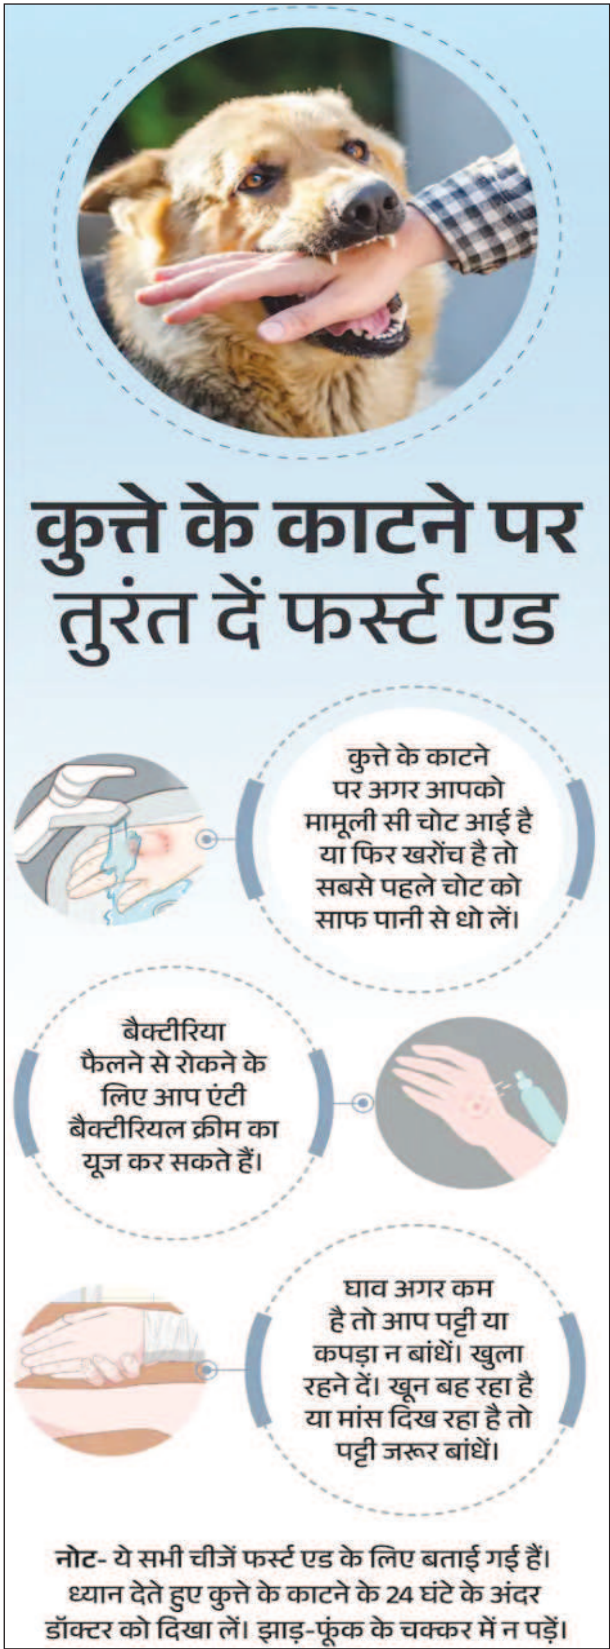 कुत्ते के काटने पर
तुरंत दें फर्स्ट एड
कुत्ते के काटने
पर अगर आपको
मामूली सी चोट आई है
या फिर खरोंच है तो
सबसे पहले चोट को
साफ पानी से धो लें।
बैक्टीरिया
फैलने से रोकने के
लिए आप एंटी
बैक्टीरियल क्रीम का
यूज कर सकते हैं।
घाव अगर कम
है तो आप पट्टी या
कपड़ा न बांधें। खुला
रहने दें। खून बह रहा है
या मांस दिख रहा है तो
पट्टी जरूर बांधें।
नोट- ये सभी चीजें फर्स्ट एड के लिए बताई गई हैं।
ध्यान देते हुए कुत्ते के काटने के 24 घंटे के अंदर
डॉक्टर को दिखा लें। झाड़-फूंक के चक्कर में न पड़ें।